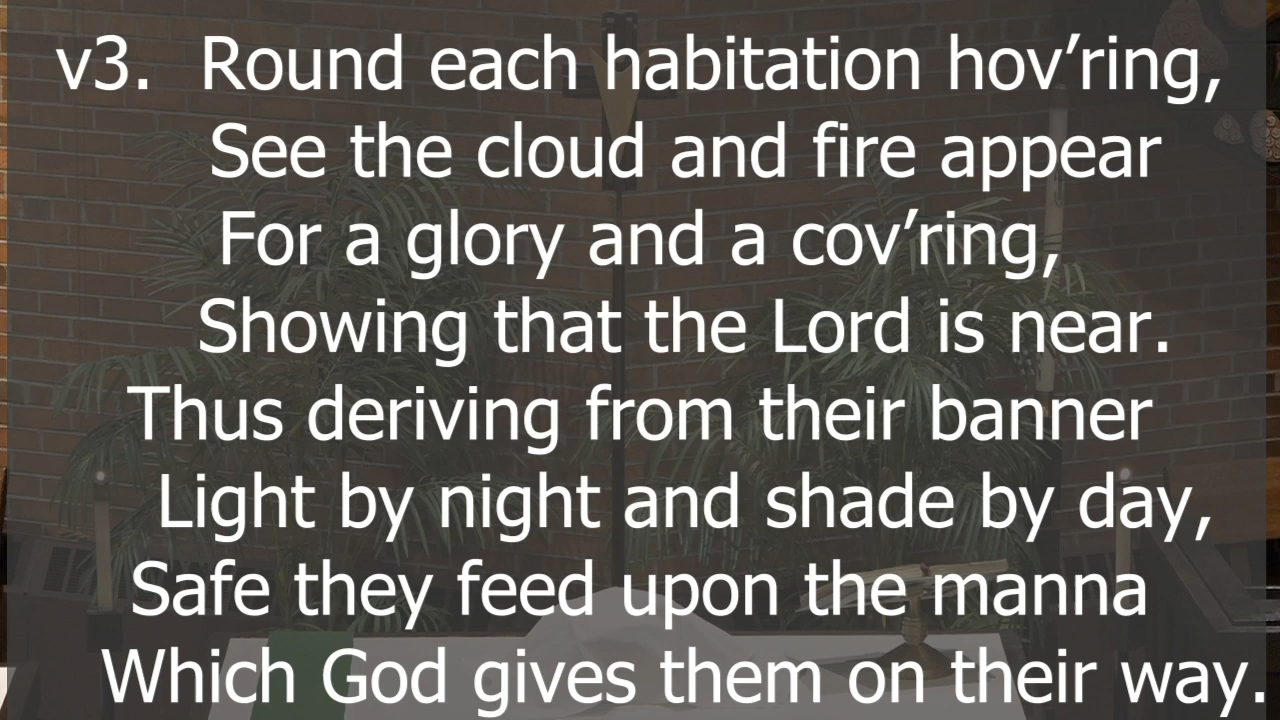 v3. Round each habitation hov’ring,
See the cloud and fire appear
For a glory and a cov’ring,
Showing that the Lord is near.
Thus deriving from their banner
Light by night and shade by day,
Safe they feed upon the manna
Which God gives them on their way.